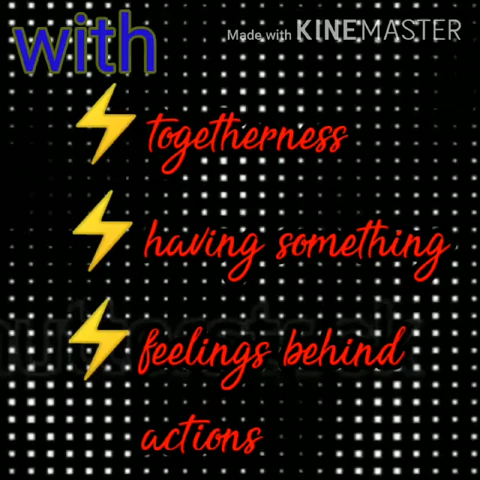 with
Made with KINEMASTER
togetherness
having something
feelings behind
actions